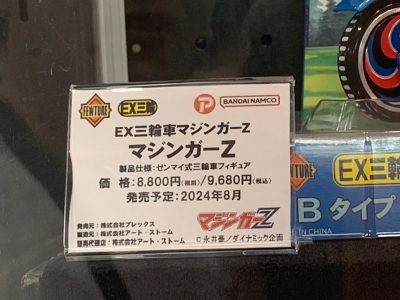 FEWTURE EX三 P BANDAI NAMCO
EX三輪車マジンガーZ
マジンガーZ
製品仕様:ゼンマイ式三輪車フィギュア
価 格:8,800円(税別)/9,680円(税込)
発売予定:2024年8月
発売元:株式会社プレックス
製造元:株式会社アート・ストーム
販売代理店:株式会社アート・ストーム
マジンガーZ
©永井豪/ダイナミック企画
EX三
Bタイプ
IN CHINA